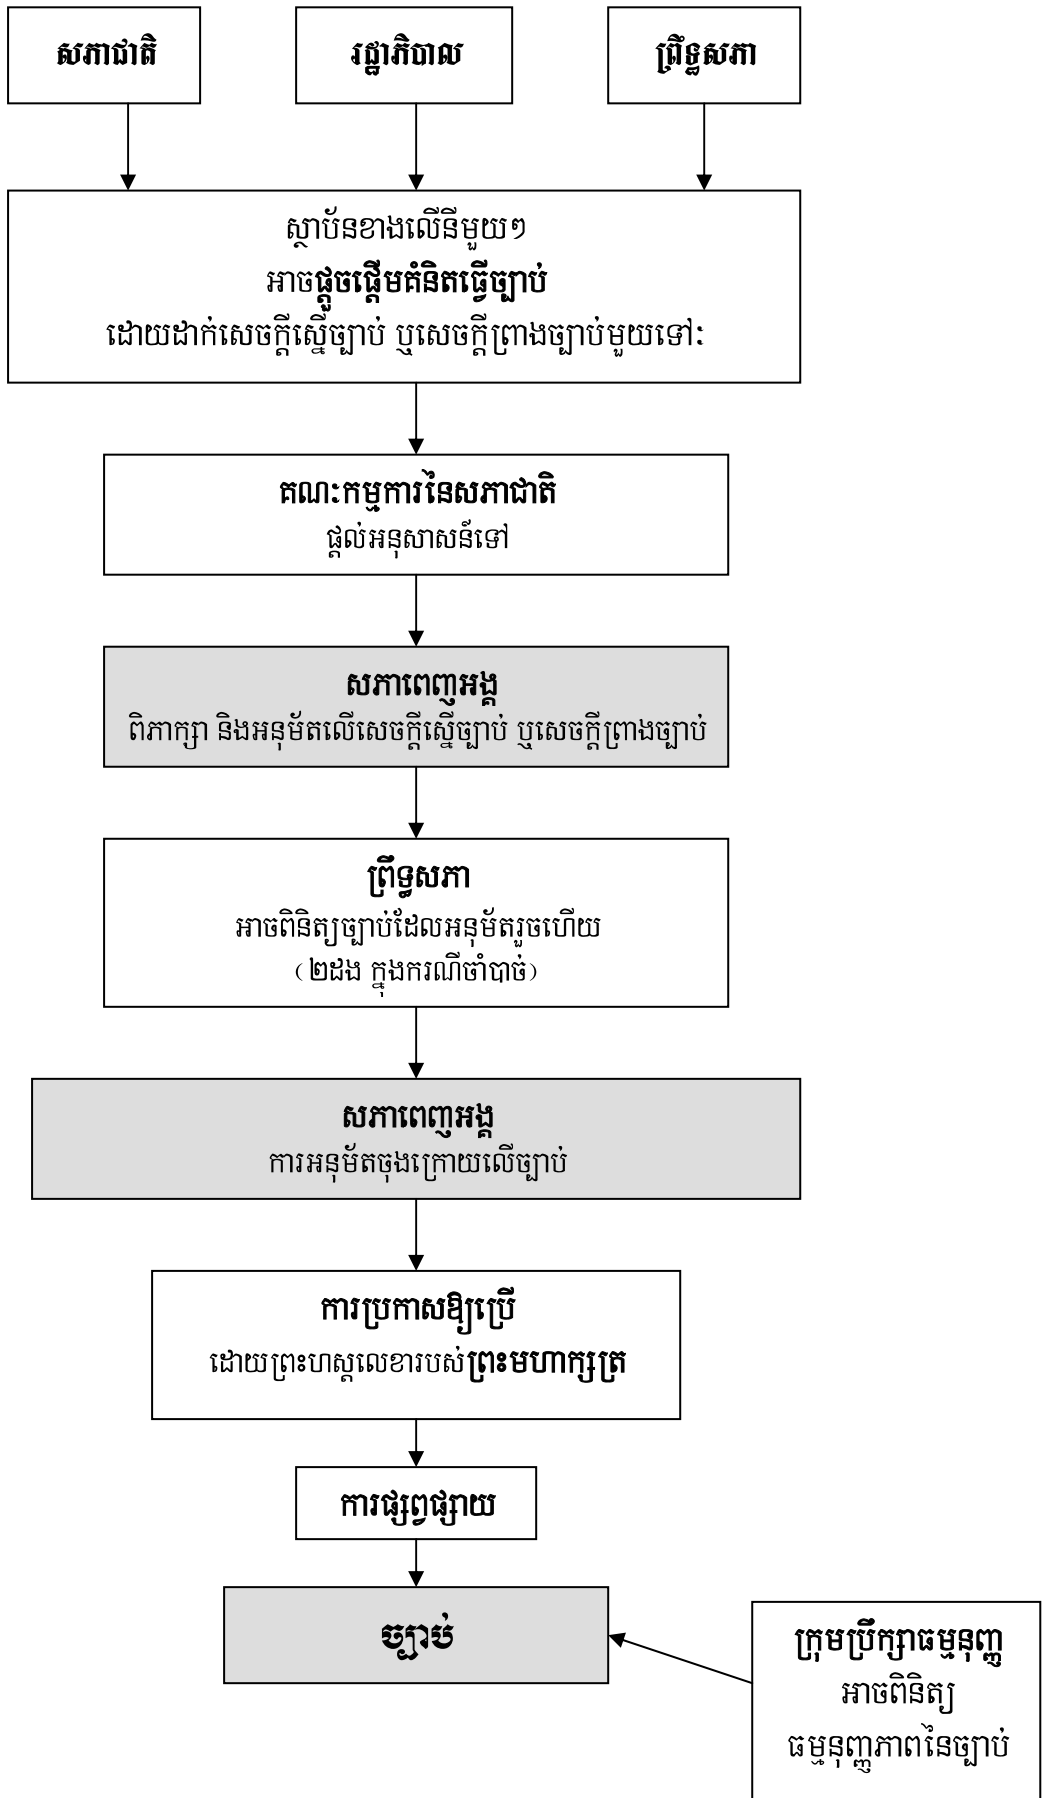 សភាជាតិ
រដ្ឋាភិបាល
ព្រឹទ្ធសភា
ស្ថាប័នខាងលើនីមួយៗ
អាចផ្តួចផ្តើមគំនិតធ្វើច្បាប់
ដោយដាក់សេចក្តីស្នើច្បាប់ ឬសេចក្តីព្រាងច្បាប់មួយទៅៈ
គណៈកម្មការនៃសភាជាតិ
ផ្តល់អនុសាសន៍ទៅ
សភាពេញអង្គ
ពិភាក្សា និងអនុម័តលើសេចក្តីស្នើច្បាប់ ឬសេចក្តីព្រាងច្បាប់
ព្រឹទ្ធសភា
អាចពិនិត្យច្បាប់ដែលអនុម័តរួចហើយ
(២ដង ក្នុងករណីចាំបាច់)
សភាពេញអង្គ
ការអនុម័តចុងក្រោយលើច្បាប់
ការប្រកាសឱ្យប្រើ
ដោយព្រះហស្តលេខារបស់ព្រះមហាក្សត្រ
ការផ្សព្វផ្សាយ
ច្បាប់
ក្រុមប្រឹក្សាធម្មនុញ្ញ
អាចពិនិត្យ
ធម្មនុញ្ញភាពនៃច្បាប់